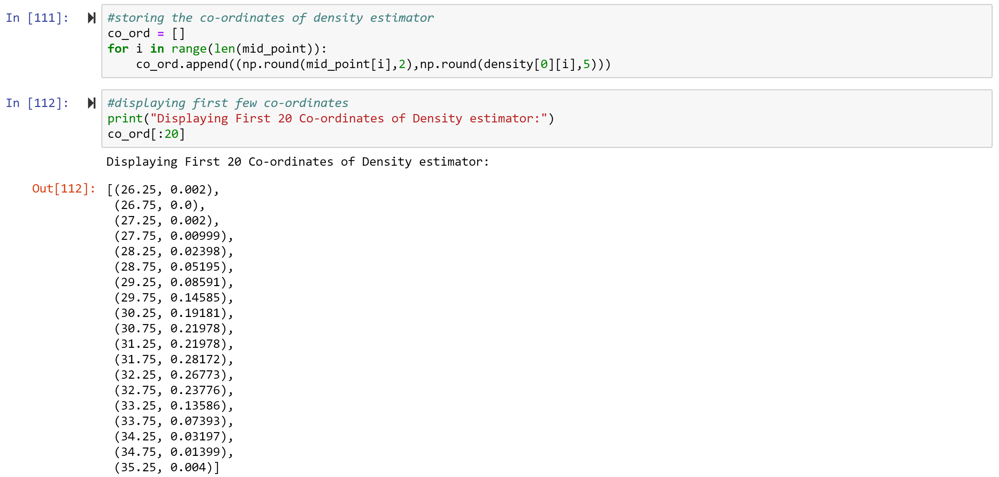 In [111]: #storing the co-ordinates of density estimator
co_ord = []
for i in range(len(mid_point)):
    co_ord.append((np.round(mid_point[i],2),np.round(density[0][i],5)))
In [112]: #displaying first few co-ordinates
print("Displaying First 20 Co-ordinates of Density estimator:")
co_ord[:20]
Displaying First 20 Co-ordinates of Density estimator:
Out[112]: [(26.25, 0.002),
 (26.75, 0.0),
 (27.25, 0.002),
 (27.75, 0.00999),
 (28.25, 0.02398),
 (28.75, 0.05195),
 (29.25, 0.08591),
 (29.75, 0.14585),
 (30.25, 0.19181),
 (30.75, 0.21978),
 (31.25, 0.21978),
 (31.75, 0.28172),
 (32.25, 0.26773),
 (32.75, 0.23776),
 (33.25, 0.13586),
 (33.75, 0.07393),
 (34.25, 0.03197),
 (34.75, 0.01399),
 (35.25, 0.004)]